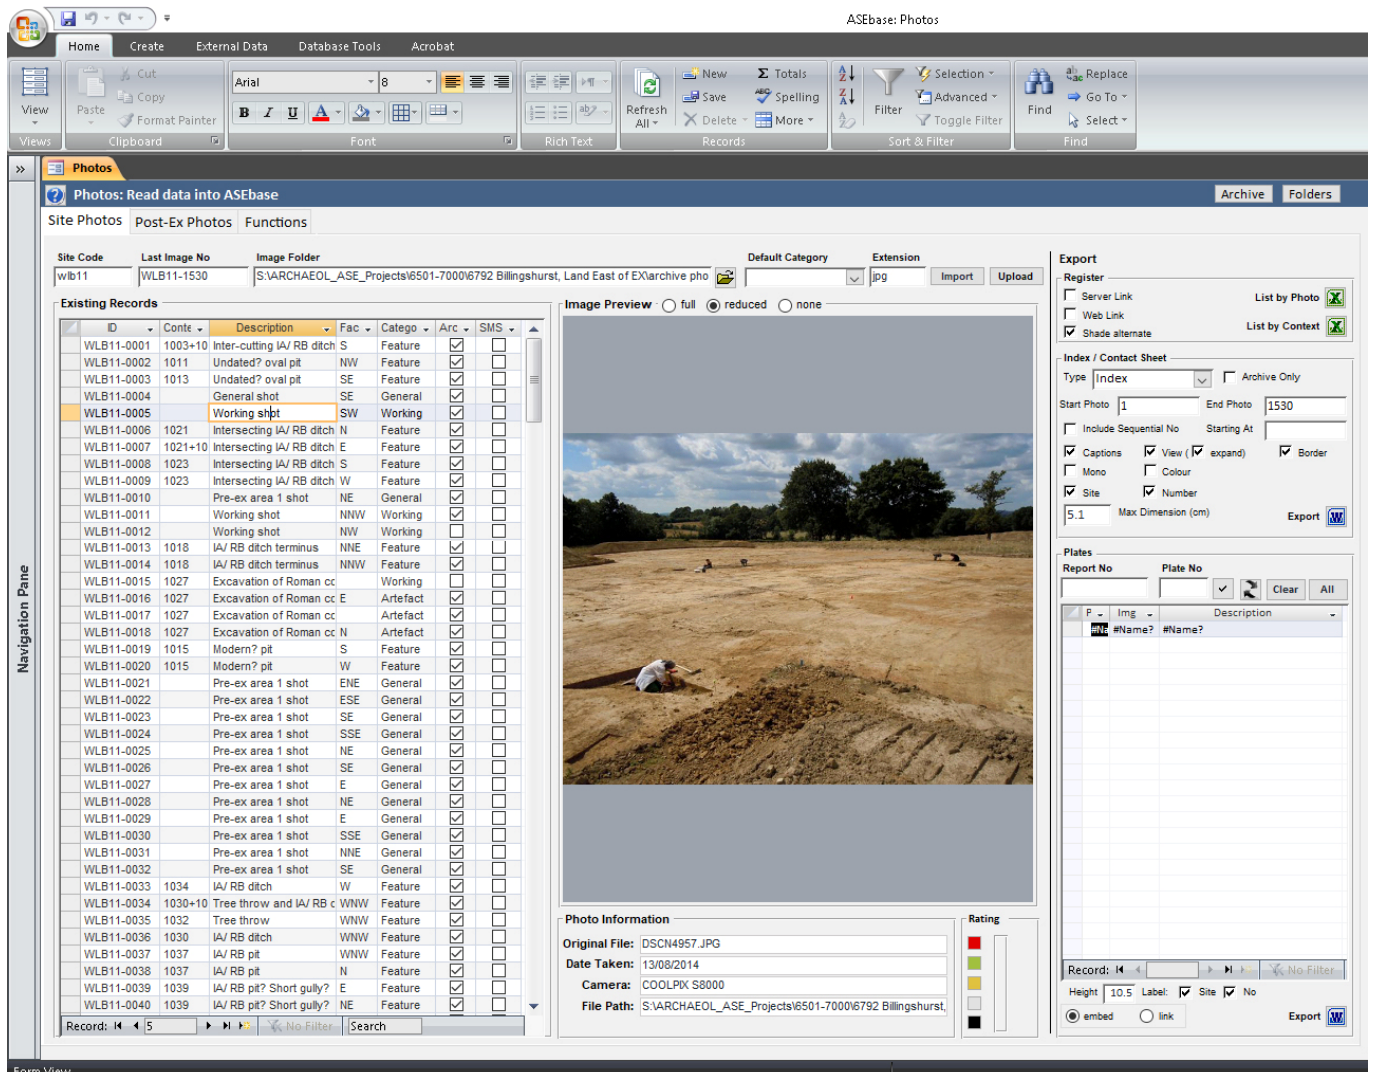 ASEbase: Photos
Home Create External Data Database Tools Acrobat
View Paste Cut Copy Format Painter
Arial 8
B I U A
Refresh All New Save Delete Totals Spelling More
Filter Selection Advanced Toggle Filter
Find Replace Go To Select
Views Clipboard Font Rich Text Records Sort & Filter Find
Photos
Photos: Read data into ASEbase Archive Folders
Site Photos Post-Ex Photos Functions
Site Code Last Image No Image Folder Default Category Extension
wlb11 WLB11-1530 S:\ARCHAEOL_ASE_Projects\6501-7000\6792 Billingshurst, Land East of EX\archive pho jpg Import Upload
Existing Records
ID Conte Description Fac Catego Arc SMS
WLB11-0001 1003+10 Inter-cutting IA/ RB ditch S Feature
WLB11-0002 1011 Undated? oval pit NW Feature
WLB11-0003 1013 Undated? oval pit SE Feature
WLB11-0004 General shot SE General
WLB11-0005 Working shot SW Working
WLB11-0006 1021 Intersecting IA/ RB ditch N Feature
WLB11-0007 1021+10 Intersecting IA/ RB ditch E Feature
WLB11-0008 1023 Intersecting IA/ RB ditch S Feature
WLB11-0009 1023 Intersecting IA/ RB ditch W Feature
WLB11-0010 Pre-ex area 1 shot NE General
WLB11-0011 Working shot NNW Working
WLB11-0012 Working shot NW Working
WLB11-0013 1018 IA/ RB ditch terminus NNE Feature
WLB11-0014 1018 IA/ RB ditch terminus NNW Feature
WLB11-0015 1027 Excavation of Roman cc Working
WLB11-0016 1027 Excavation of Roman cc E Artefact
WLB11-0017 1027 Excavation of Roman cc Artefact
WLB11-0018 1027 Excavation of Roman cc N Artefact
WLB11-0019 1015 Modern? pit S Feature
WLB11-0020 1015 Modern? pit W Feature
WLB11-0021 Pre-ex area 1 shot ENE General
WLB11-0022 Pre-ex area 1 shot ESE General
WLB11-0023 Pre-ex area 1 shot SE General
WLB11-0024 Pre-ex area 1 shot SSE General
WLB11-0025 Pre-ex area 1 shot NE General
WLB11-0026 Pre-ex area 1 shot SE General
WLB11-0027 Pre-ex area 1 shot E General
WLB11-0028 Pre-ex area 1 shot NE General
WLB11-0029 Pre-ex area 1 shot E General
WLB11-0030 Pre-ex area 1 shot SSE General
WLB11-0031 Pre-ex area 1 shot NNE General
WLB11-0032 Pre-ex area 1 shot SE General
WLB11-0033 1034 IA/ RB ditch W Feature
WLB11-0034 1030+10 Tree throw and IA/ RB c WNW Feature
WLB11-0035 1032 Tree throw WNW Feature
WLB11-0036 1030 IA/ RB ditch WNW Feature
WLB11-0037 1037 IA/ RB pit WNW Feature
WLB11-0038 1037 IA/ RB pit N Feature
WLB11-0039 1039 IA/ RB pit? Short gully? E Feature
WLB11-0040 1039 IA/ RB pit? Short gully? NE Feature
Record: 5 No Filter Search
Image Preview full reduced none
Photo Information
Original File: DSCN4957.JPG
Date Taken: 13/08/2014
Camera: COOLPIX S8000
File Path: S:\ARCHAEOL_ASE_Projects\6501-7000\6792 Billingshurst,
Rating
Export
Register
Server Link List by Photo
Web Link
Shade alternate List by Context
Index / Contact Sheet
Type Index Archive Only
Start Photo 1 End Photo 1530
Include Sequential No Starting At
Captions View ( expand) Border
Mono Colour
Site Number
5.1 Max Dimension (cm) Export
Plates
Report No Plate No
Clear All
P Img Description
#Na #Name? #Name?
Record: No Filter
Height 10.5 Label: Site No
embed link Export
Navigation Pane
Form View